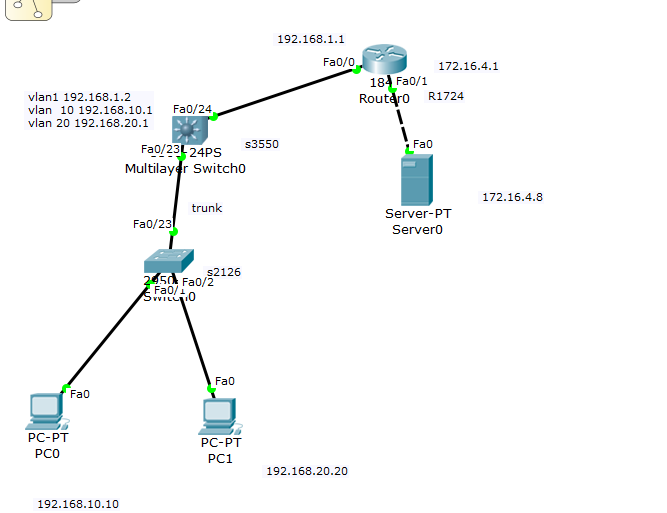 192.168.1.1
Fa0/0
172.16.4.1
184
Fa0/1
Router0
R1724
vlan1 192.168.1.2
vlan  10 192.168.10.1
vlan 20 192.168.20.1
Fa0/24
s3550
Fa0/23
24PS
Multilayer Switch0
Fa0
172.16.4.8
Server-PT
Server0
trunk
Fa0/23
s2126
2950
Fa0/2
Fa0/1
Switch0
Fa0
Fa0
PC-PT
PC0
PC-PT
PC1
192.168.20.20
192.168.10.10